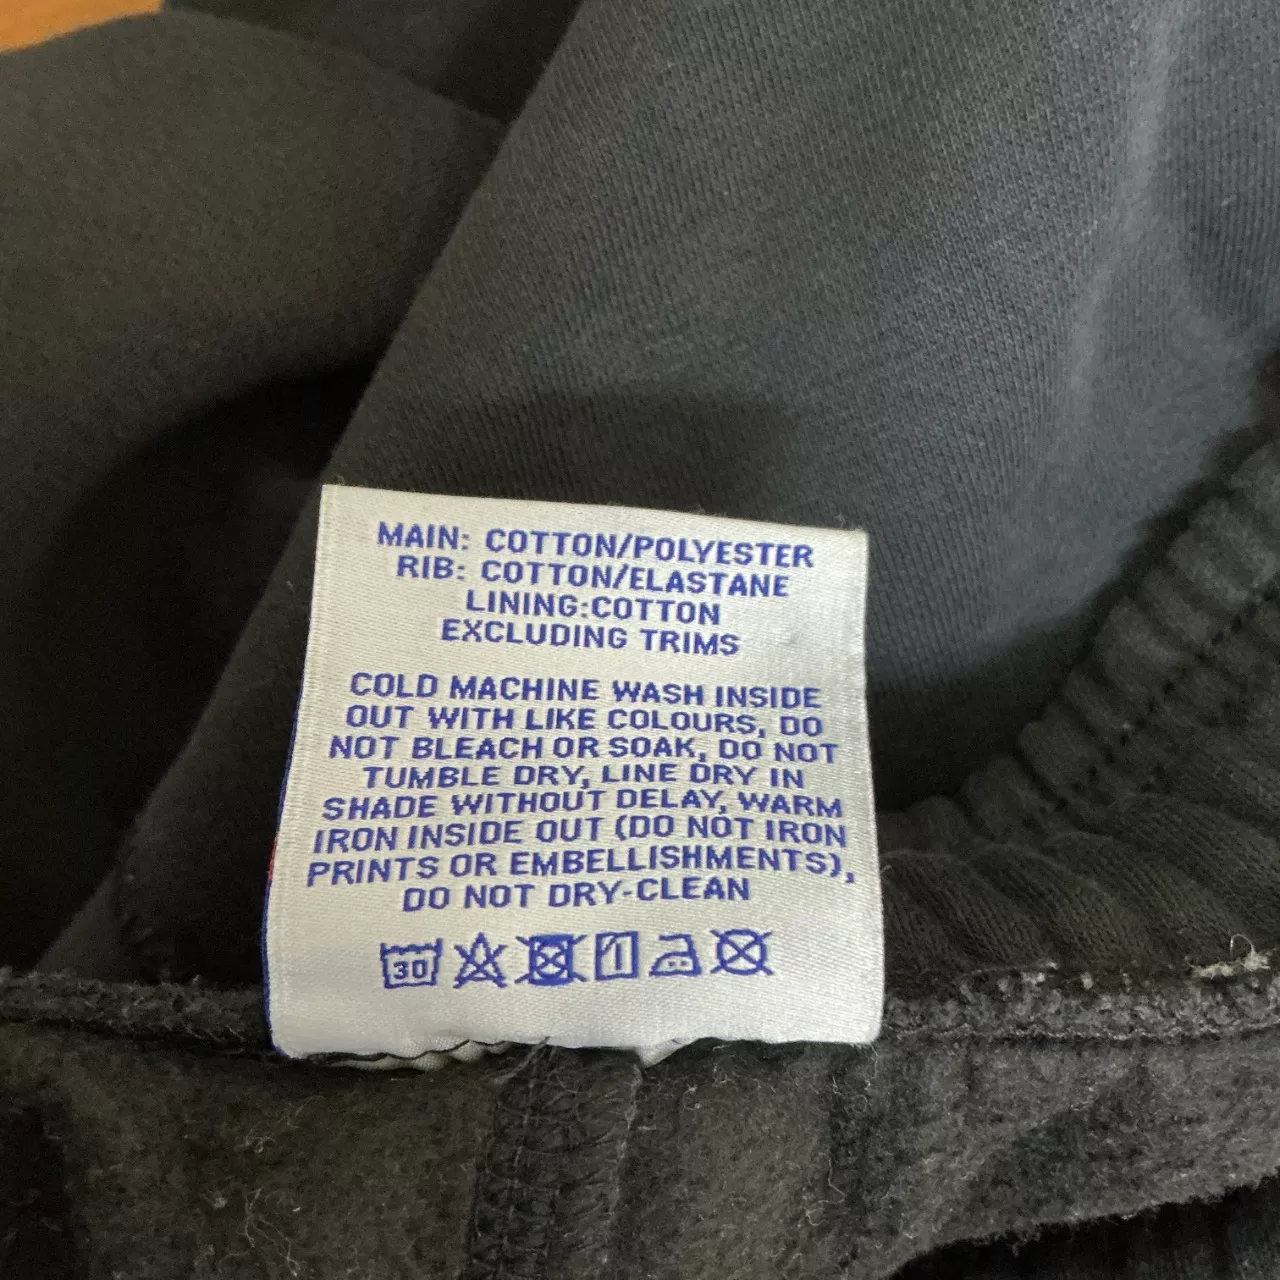 MAIN: COTTON/POLYESTER
RIB: COTTON/ELASTANE
LINING:COTTON
EXCLUDING TRIMS
COLD MACHINE WASH INSIDE
OUT WITH LIKE COLOURS, DO
NOT BLEACH OR SOAK, DO NOT
TUMBLE DRY, LINE DRY IN
SHADE WITHOUT DELAY, WARM
IRON INSIDE OUT (DO NOT IRON
PRINTS OR EMBELLISHMENTS),
DO NOT DRY-CLEAN
30